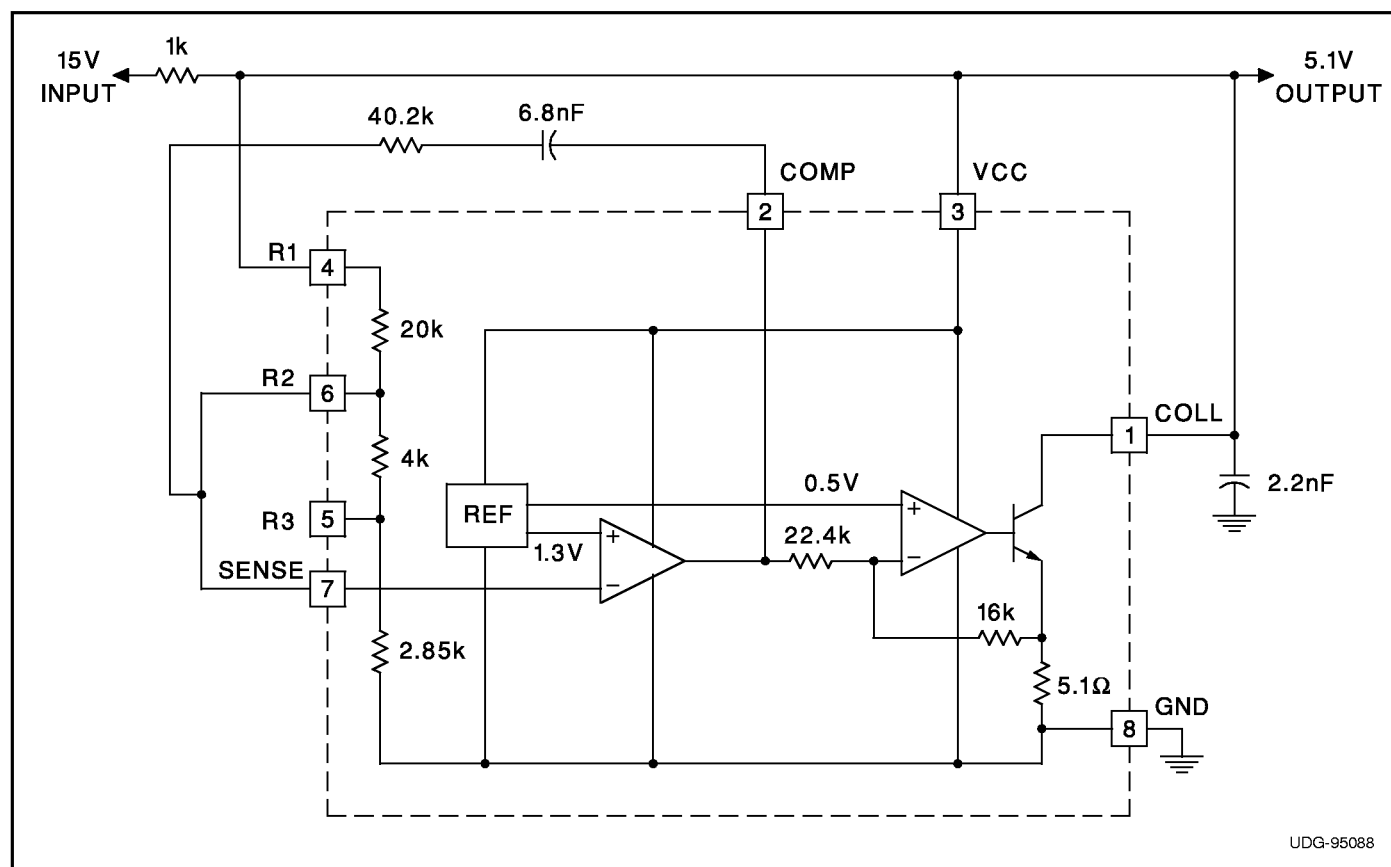 1k
15V
INPUT
5.1V
OUTPUT
40.2k
6.8nF
COMP
VCC
2
3
R1
4
20k
R2
6
4k
R3
5
SENSE
7
2.85k
REF
0.5V
1.3V
+
−
22.4k
+
−
16k
5.1Ω
COLL
1
2.2nF
GND
8
UDG-95088